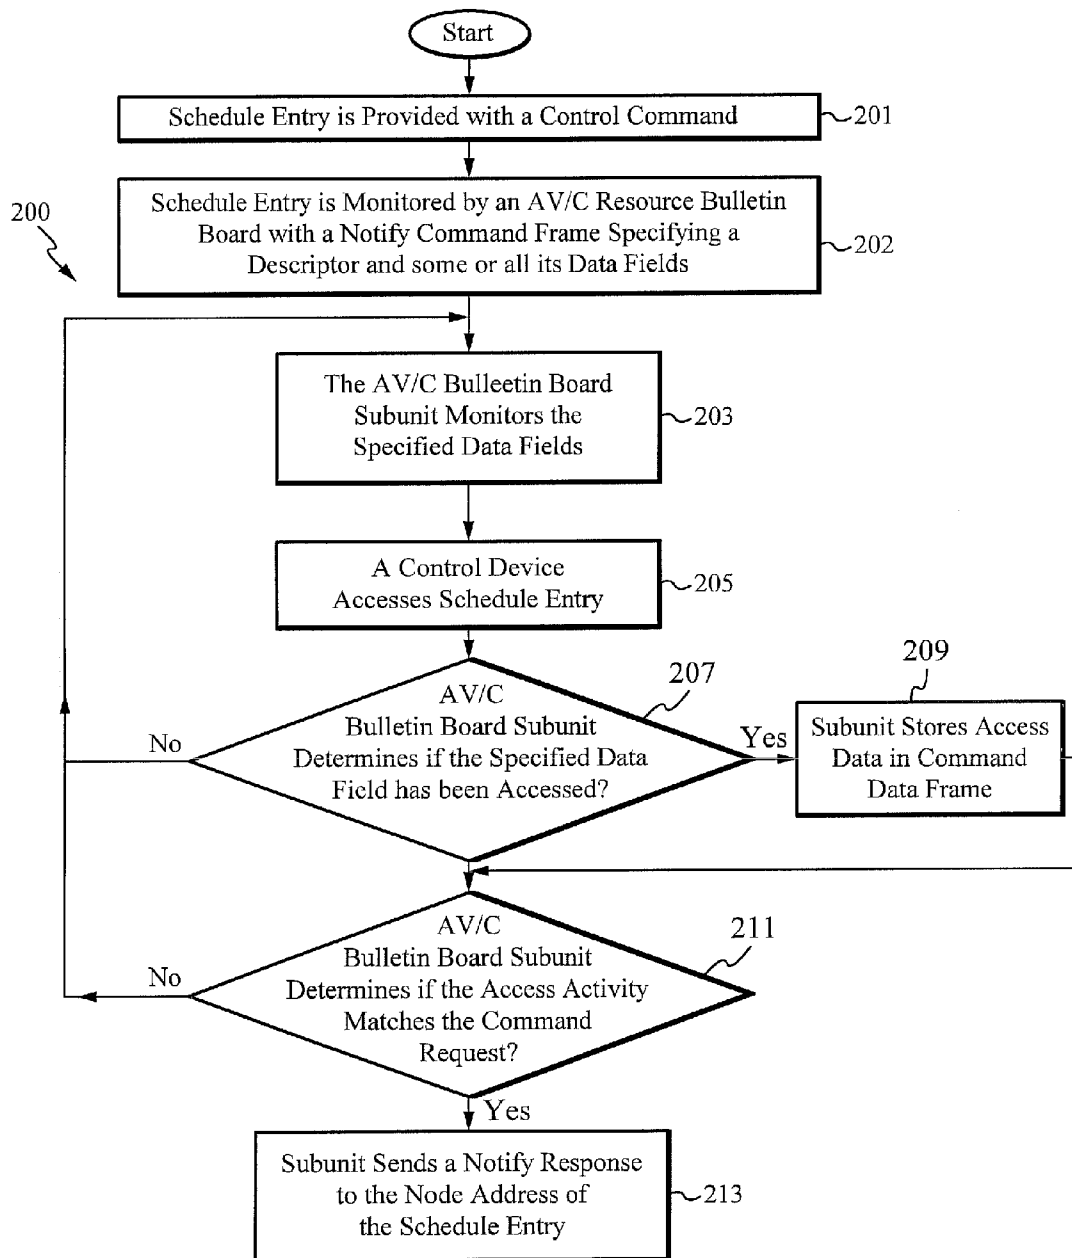 Start
Schedule Entry is Provided with a Control Command
201
200
Schedule Entry is Monitored by an AV/C Resource Bulletin
Board with a Notify Command Frame Specifying a
Descriptor and some or all its Data Fields
202
The AV/C Bulleetin Board
Subunit Monitors the
Specified Data Fields
203
A Control Device
Accesses Schedule Entry
205
AV/C
Bulletin Board Subunit
Determines if the Specified Data
Field has been Accessed?
207
No
Yes
209
Subunit Stores Access
Data in Command
Data Frame
AV/C
Bulletin Board Subunit
Determines if the Access Activity
Matches the Command
Request?
211
No
Yes
Subunit Sends a Notify Response
to the Node Address of
the Schedule Entry
213